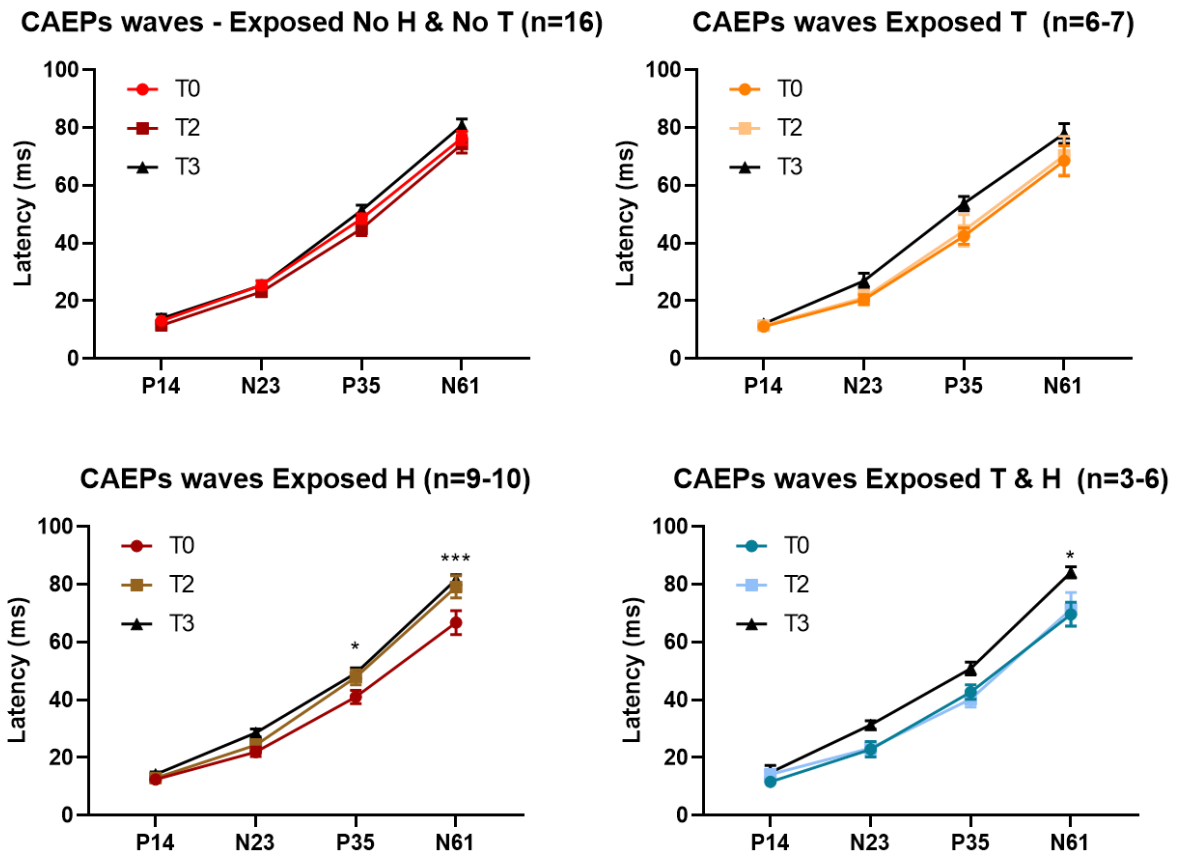 CAEPs waves - Exposed No H & No T (n=16)
100
80
60
40
20
0
Latency (ms)
T0
T2
T3
P14 N23 P35 N61
CAEPs waves Exposed T (n=6-7)
100
80
60
40
20
0
Latency (ms)
T0
T2
T3
P14 N23 P35 N61
CAEPs waves Exposed H (n=9-10)
100
80
60
40
20
0
Latency (ms)
T0
T2
T3
*
***
P14 N23 P35 N61
CAEPs waves Exposed T & H (n=3-6)
100
80
60
40
20
0
Latency (ms)
T0
T2
T3
*
P14 N23 P35 N61